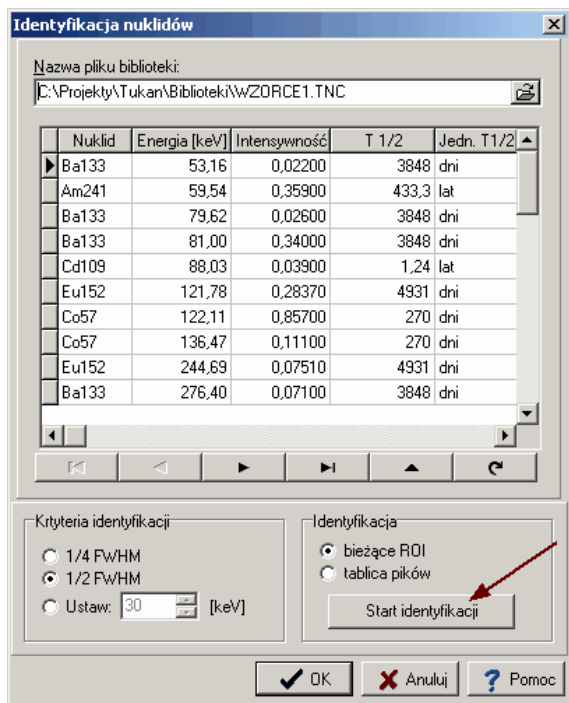 Identyfikacja nuklidów
Nazwa pliku biblioteki:
C:\Projekty\Tukan\Biblioteki\WZORCE1.TNC
Nuklid Energia [keV] Intensywność T 1/2 Jedn. T1/2
Ba133 53,16 0,02200 3848 dni
Am241 59,54 0,35900 433,3 lat
Ba133 79,62 0,02600 3848 dni
Ba133 81,00 0,34000 3848 dni
Cd109 88,03 0,03900 1,24 lat
Eu152 121,78 0,28370 4931 dni
Co57 122,11 0,85700 270 dni
Co57 136,47 0,11100 270 dni
Eu152 244,69 0,07510 4931 dni
Ba133 276,40 0,07100 3848 dni
Krtyteria identyfikacji
1/4 FWHM
1/2 FWHM
Ustaw: 30 [keV]
Identyfikacja
bieżące ROI
tablica pików
Start identyfikacji
OK Anuluj ? Pomoc